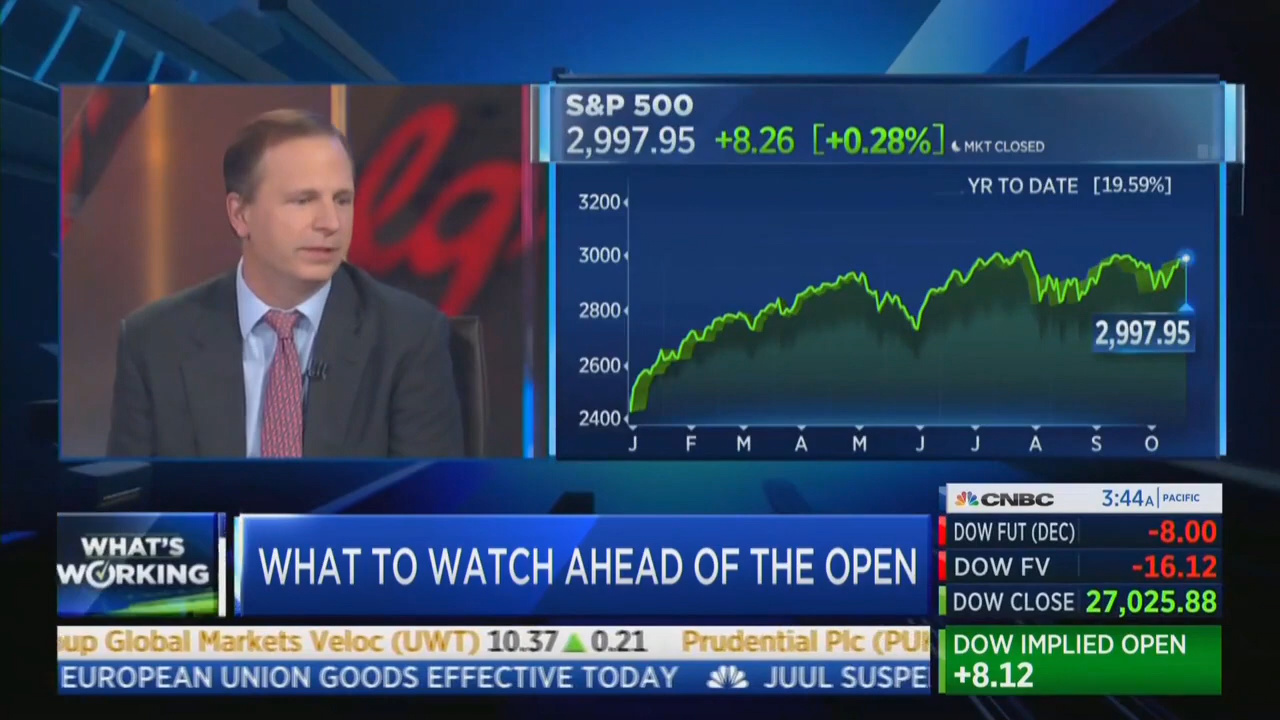 S&P 500
2,997.95 +8.26 [+0.28%] MKT CLOSED
YR TO DATE [19.59%]
3200
3000
2800
2600
2400
2,997.95
J F M A M J J A S O
WHAT'S
WORKING
WHAT TO WATCH AHEAD OF THE OPEN
CNBC 3:44A PACIFIC
DOW FUT (DEC) -8.00
DOW FV -16.12
DOW CLOSE 27,025.88
DOW IMPLIED OPEN
+8.12
oup Global Markets Veloc (UWT) 10.37 0.21 Prudential Plc (PUK
EUROPEAN UNION GOODS EFFECTIVE TODAY JUUL SUSPE